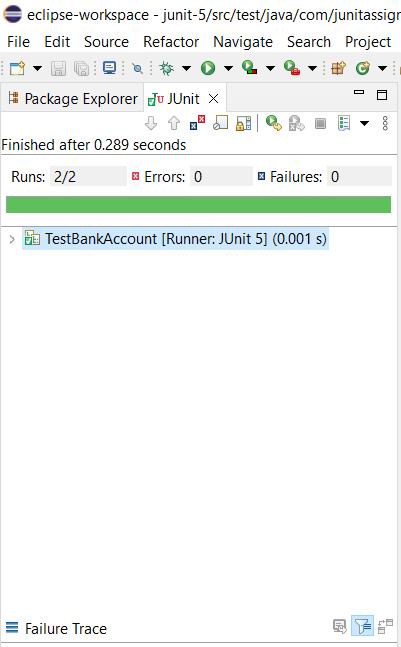 eclipse-workspace - junit-5/src/test/java/com/junitassign
File Edit Source Refactor Navigate Search Project
Package Explorer JUnit
Finished after 0.289 seconds
Runs: 2/2 Errors: 0 Failures: 0
TestBankAccount [Runner: JUnit 5] (0.001 s)
Failure Trace